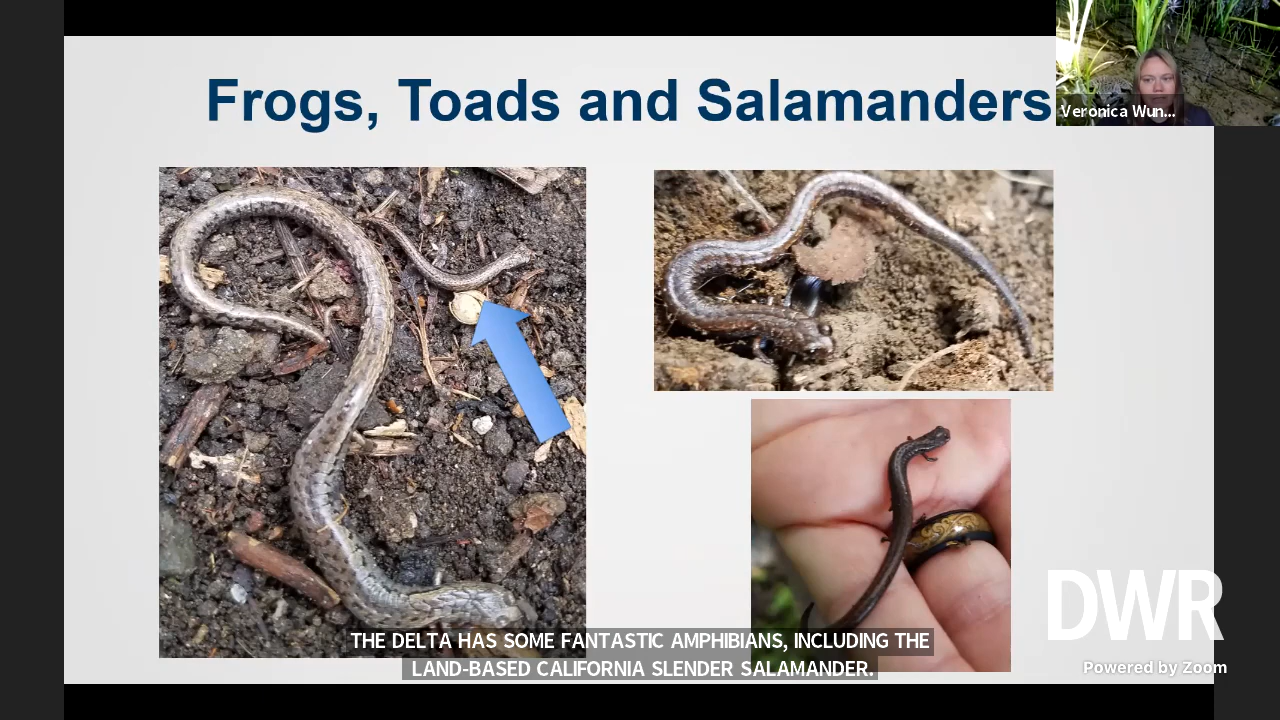 Frogs, Toads and Salamanders
Veronica Wun...
THE DELTA HAS SOME FANTASTIC AMPHIBIANS, INCLUDING THE
LAND-BASED CALIFORNIA SLENDER SALAMANDER.
DWR
Powered by Zoom